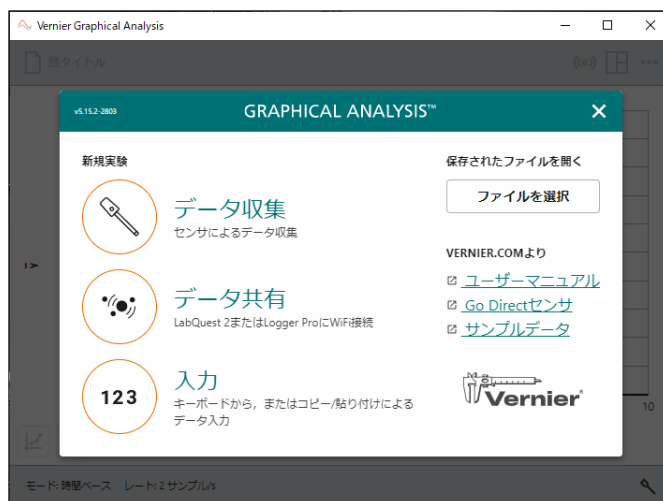 Vernier Graphical Analysis
無タイトル
v5.15.2-2803
GRAPHICAL ANALYSIS™
新規実験
データ収集
センサによるデータ収集
データ共有
LabQuest 2またはLogger ProにWiFi接続
123
入力
キーボードから，またはコピー/貼り付けによる
データ入力
保存されたファイルを開く
ファイルを選択
VERNIER.COMより
ユーザーマニュアル
Go Directセンサ
サンプルデータ
Vernier
Y
10
モード: 時間ベース レート: 2 サンプル/s